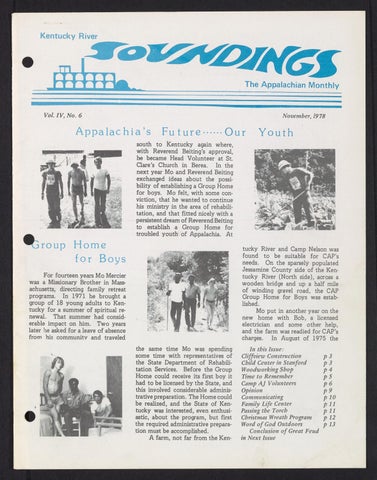 Kentucky River
SOUNDINGS
The Appalachian Monthly
Vol. IV, No. 6
November, 1978
Appalachia's Future······Our Youth
Group Home
for Boys
For fourteen years Mo Mercier
was a Missionary Brother in Mass-
achusetts, directing family retreat
programs. In 1971 he brought a
group of 18 young adults to Ken-
tucky for a summer of spiritual re-
newal. That summer had consid-
erable impact on him. Two years
later he asked for a leave of absence
from his community and traveled
south to Kentucky again where,
with Reverend Beiting's approval,
he became Head Volunteer at St.
Clare's Church in Berea. In the
next year Mo and Reverend Beiting
exchanged ideas about the possi-
bility of establishing a Group Home
for boys. Mo felt, with some con-
viction, that he wanted to continue
his ministry in the area of rehabili-
tation, and that fitted nicely with a
persistent dream of Reverend Beiting
to establish a Group Home for
troubled youth of Appalachia. At
the same time Mo was spending
some time with representatives of
the State Department of Rehabili-
tation Services. Before the Group
Home could receive its first boy it
had to be licensed by the State, and
this involved considerable adminis-
trative preparation. The Home could
be realized, and the State of Ken-
tucky was interested, even enthusi-
astic, about the program, but first
the required administrative prepara-
tion must be accomplished.
A farm, not far from the Ken-
tucky River and Camp Nelson was
found to be suitable for CAP's
needs. On the sparsely populated
Jessamine County side of the Ken-
tucky River (North side), across a
wooden bridge and up a half mile
of winding gravel road, the CAP
Group Home for Boys was estab-
lished.
Mo put in another year on the
new home with Bob, a licensed
electrician and some other help,
and the farm was readied for CAP's
charges. In August of 1975 the
In this Issue:
Cliffview Construction p 3
Child Center in Stanford p 3
Woodworking Shop p 4
Time to Remember p 5
Camp AJ Volunteers p 6
Opinion p 9
Communicating p 10
Family Life Center p 11
Passing the Torch p 11
Christmas Wreath Program p 12
Word of God Outdoors p 13
Conclusion of Great Feud
in Next Issue